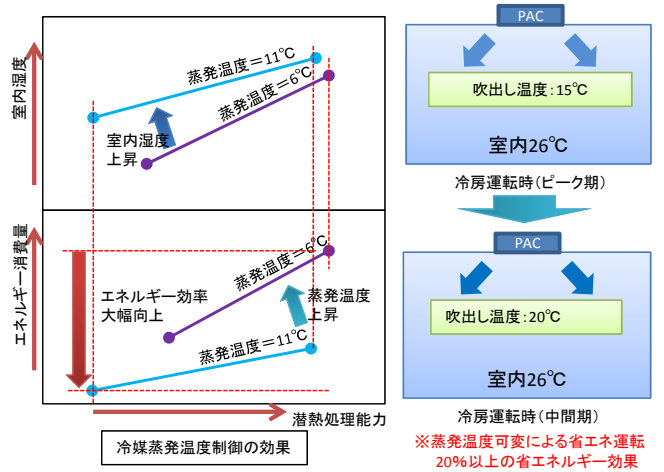 室内湿度
蒸発温度＝11℃
蒸発温度＝6℃
室内湿度
上昇
エネルギー消費量
蒸発温度＝6℃
エネルギー効率
大幅向上
蒸発温度
上昇
蒸発温度＝11℃
潜熱処理能力
冷媒蒸発温度制御の効果
PAC
吹出し温度：15℃
室内26℃
冷房運転時（ピーク期）
PAC
吹出し温度：20℃
室内26℃
冷房運転時（中間期）
※蒸発温度可変による省エネ運転
20％以上の省エネルギー効果